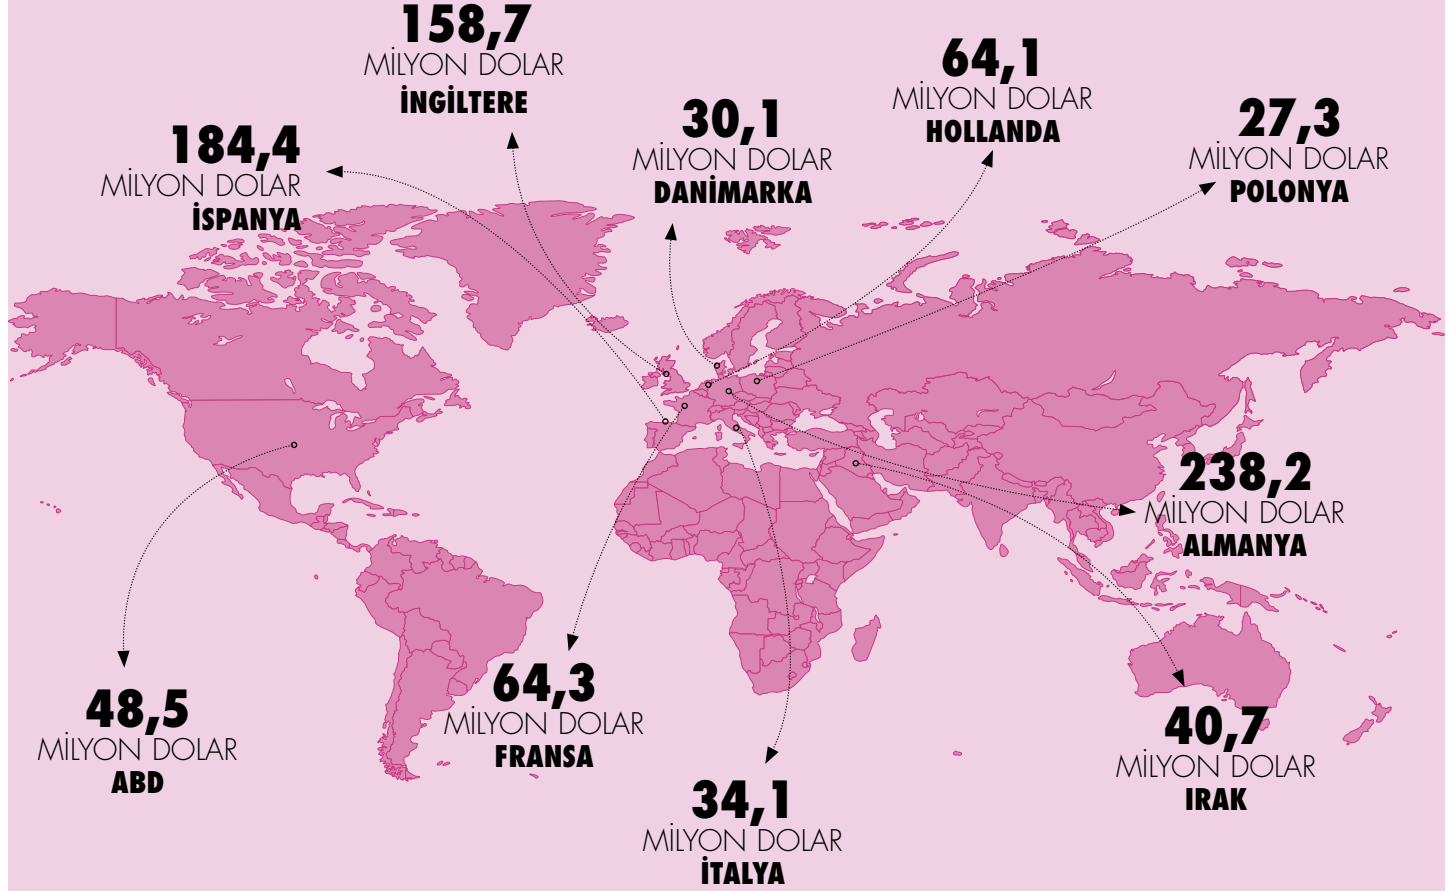 158,7
MİLYON DOLAR
İNGİLTERE
64,1
MİLYON DOLAR
HOLLANDA
30,1
MİLYON DOLAR
DANİMARKA
27,3
MİLYON DOLAR
POLONYA
184,4
MİLYON DOLAR
İSPANYA
238,2
MİLYON DOLAR
ALMANYA
48,5
MİLYON DOLAR
ABD
64,3
MİLYON DOLAR
FRANSA
40,7
MİLYON DOLAR
IRAK
34,1
MİLYON DOLAR
İTALYA